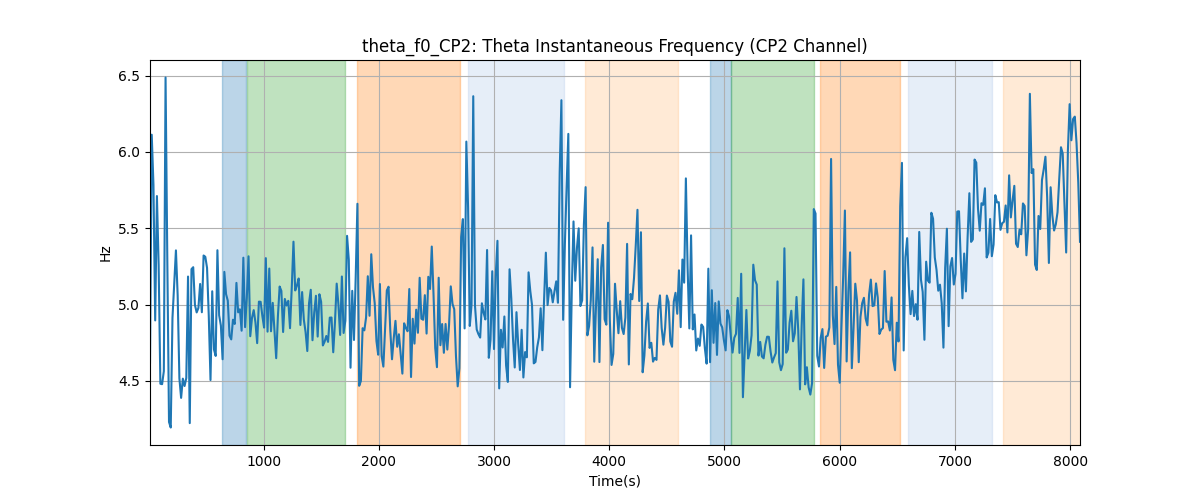 theta_f0_CP2: Theta Instantaneous Frequency (CP2 Channel)
Hz
6.5
6.0
5.5
5.0
4.5
1000 2000 3000 4000 5000 6000 7000 8000
Time(s)